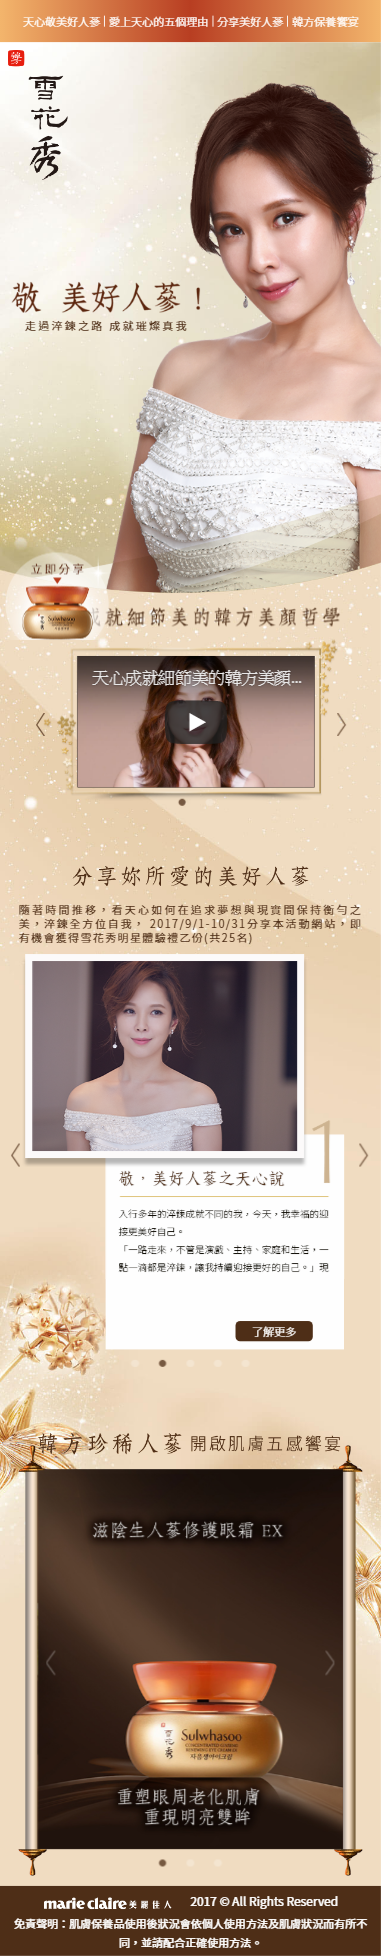 天心敬美好人蔘 | 愛上天心的五個理由 | 分享美好人蔘 | 韓方保養饗宴
雪花秀
敬 美好人蔘！
走過淬鍊之路 成就璀燦真我
立即分享
就細節美的韓方美顏哲學
天心成就細節美的韓方美顏...
分享妳所愛的美好人蔘
隨著時間推移，看天心如何在追求夢想與現實間保持衡勻之
美，淬鍊全方位自我， 2017/9/1-10/31分享本活動網站，即
有機會獲得雪花秀明星體驗禮乙份(共25名)
1
敬，美好人蔘之天心說
入行多年的淬鍊成就不同的我，今天，我幸福的迎
接更美好自己。
「一路走來，不管是演戲、主持、家庭和生活，一
點一滴都是淬鍊，讓我持續迎接更好的自己。」現
了解更多
韓方珍稀人蔘 開啟肌膚五感饗宴
滋陰生人蔘修護眼霜 EX
雪花秀
Sulwhasoo
CONCENTRATED GINSENG
RENEWING EYE CREAM EX
자음생아이크림
重塑眼周老化肌膚
重現明亮雙眸
marie claire 美麗佳人 2017 © All Rights Reserved
免責聲明：肌膚保養品使用後狀況會依個人使用方法及肌膚狀況而有所不
同，並請配合正確使用方法。